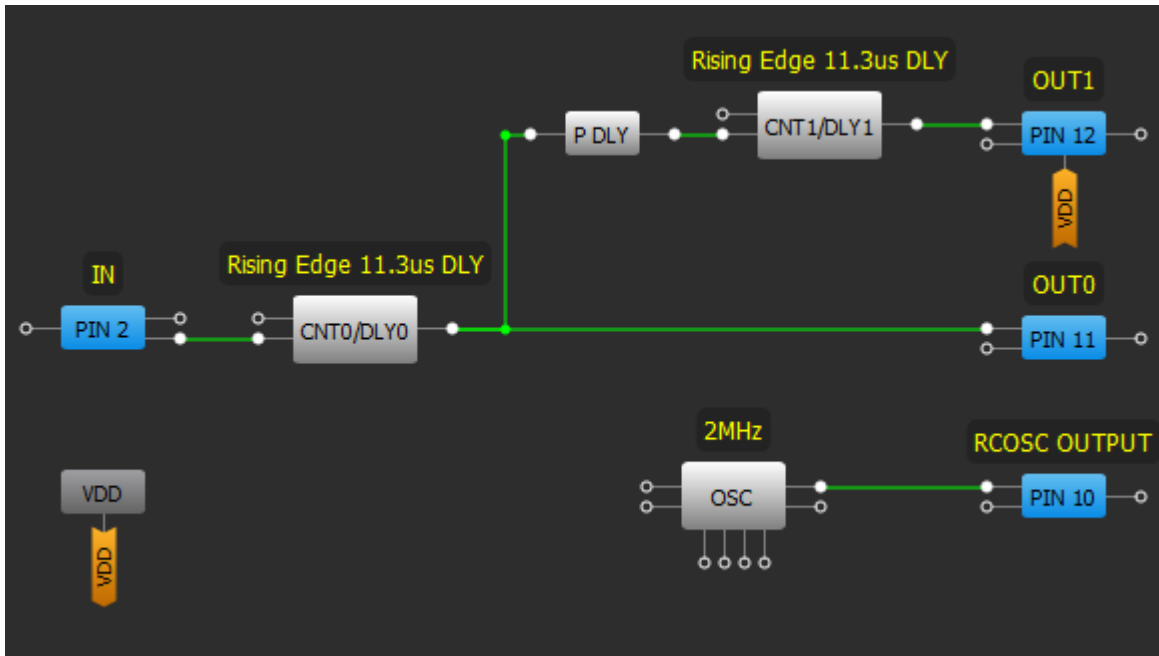 Rising Edge 11.3us DLY
OUT1
P DLY
CNT1/DLY1
PIN 12
VDD
IN
Rising Edge 11.3us DLY
OUT0
PIN 2
CNT0/DLY0
PIN 11
2MHz
RCOSC OUTPUT
VDD
OSC
PIN 10
VDD